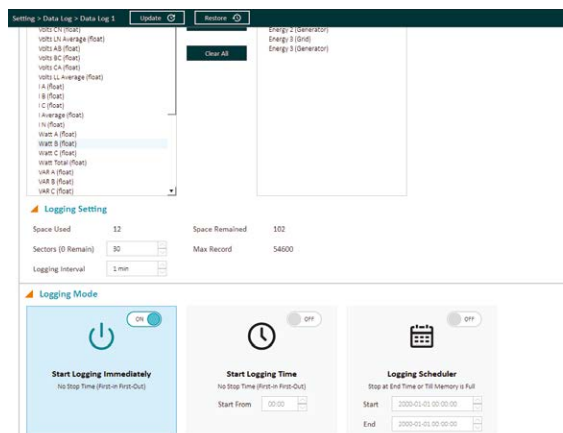 Setting > Data Log > Data Log 1 Update Restore
Volts CN (float)
Volts LN Average (float)
Volts AB (float)
Volts BC (float)
Volts CA (float)
Volts LL Average (float)
I A (float)
I B (float)
I C (float)
I Average (float)
I N (float)
Watt A (float)
Watt B (float)
Watt C (float)
Watt Total (float)
VAR A (float)
VAR B (float)
VAR C (float)
Clear All
Energy 2 (Generator)
Energy 3 (Grid)
Energy 3 (Generator)
Logging Setting
Space Used 12 Space Remained 102
Sectors (0 Remain) 30 Max Record 54600
Logging Interval 1 min
Logging Mode
ON
Start Logging Immediately
No Stop Time (First-in First-Out)
OFF
Start Logging Time
No Stop Time (First-in First-Out)
Start From 00:00
OFF
Logging Scheduler
Stop at End Time or Till Memory is Full
Start 2000-01-01 00:00:00
End 2000-01-01 00:00:00